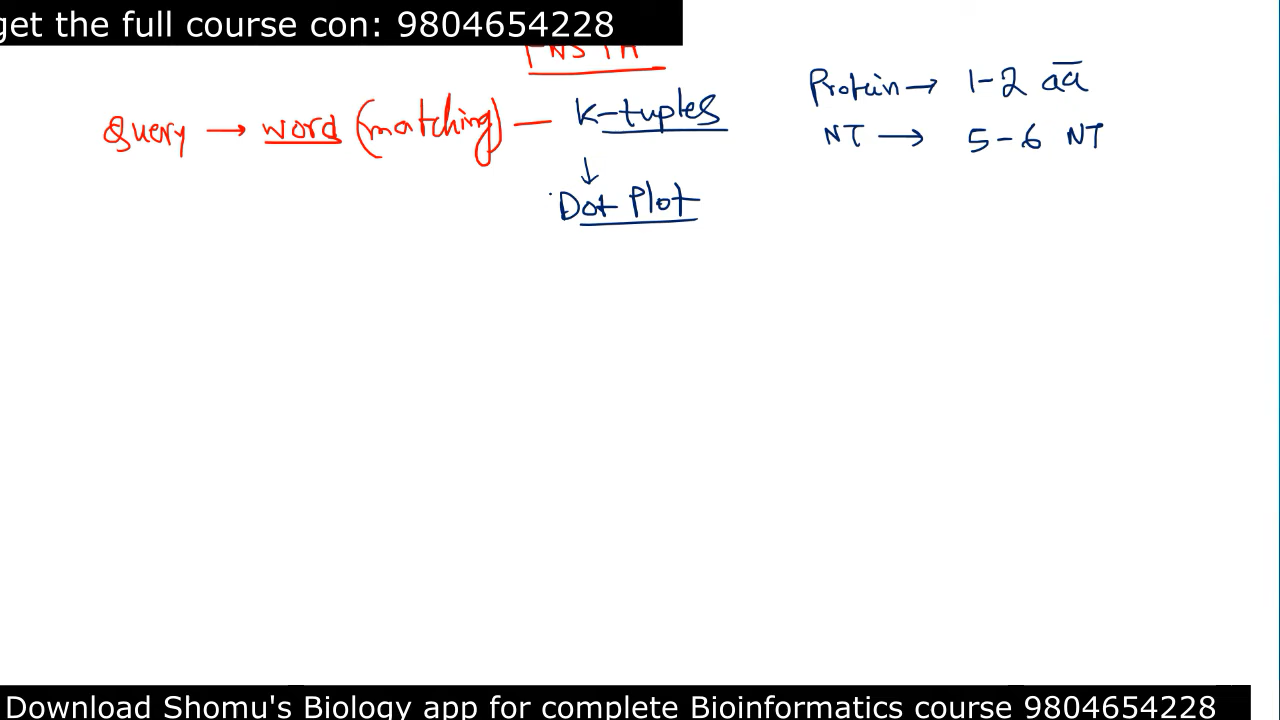 get the full course con: 9804654228
FASTA
Query → word (matching) — K-tuples
Protein → 1-2 aa
NT → 5-6 NT
↓
Dot Plot
Download Shomu's Biology app for complete Bioinformatics course 9804654228